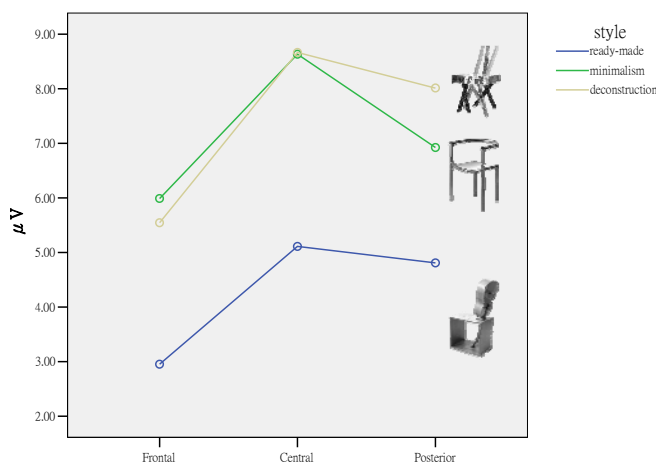 style
ready-made
minimalism
deconstruction
9.00
8.00
7.00
6.00
5.00
4.00
3.00
2.00
μV
Frontal Central Posterior